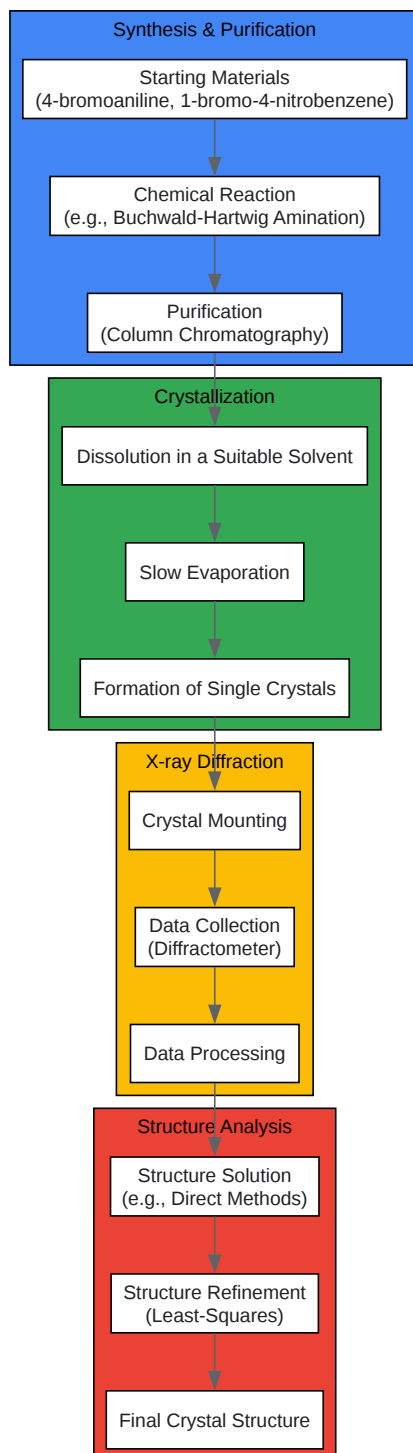 Synthesis & Purification
Starting Materials
(4-bromoaniline, 1-bromo-4-nitrobenzene)
Chemical Reaction
(e.g., Buchwald-Hartwig Amination)
Purification
(Column Chromatography)
Crystallization
Dissolution in a Suitable Solvent
Slow Evaporation
Formation of Single Crystals
X-ray Diffraction
Crystal Mounting
Data Collection
(Diffractometer)
Data Processing
Structure Analysis
Structure Solution
(e.g., Direct Methods)
Structure Refinement
(Least-Squares)
Final Crystal Structure